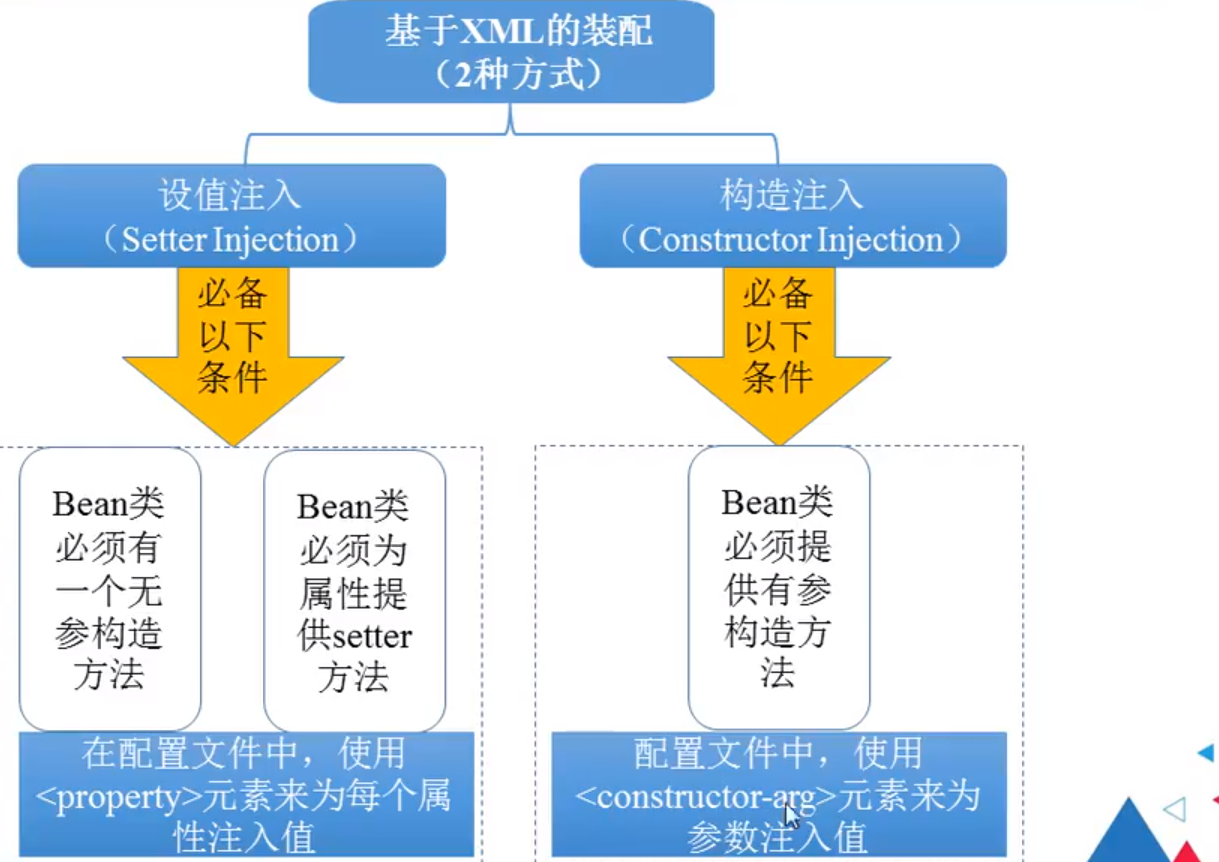 基于XML的装配
（2种方式）
设值注入
（Setter Injection）
构造注入
（Constructor Injection）
必备
以下
条件
必备
以下
条件
Bean类
必须有
一个无
参构造
方法
Bean类
必须为
属性提
供setter
方法
Bean类
必须提
供有参
构造方
法
在配置文件中，使用
<property>元素来为每个属
性注入值
配置文件中，使用
<constructor-arg>元素来为
参数注入值